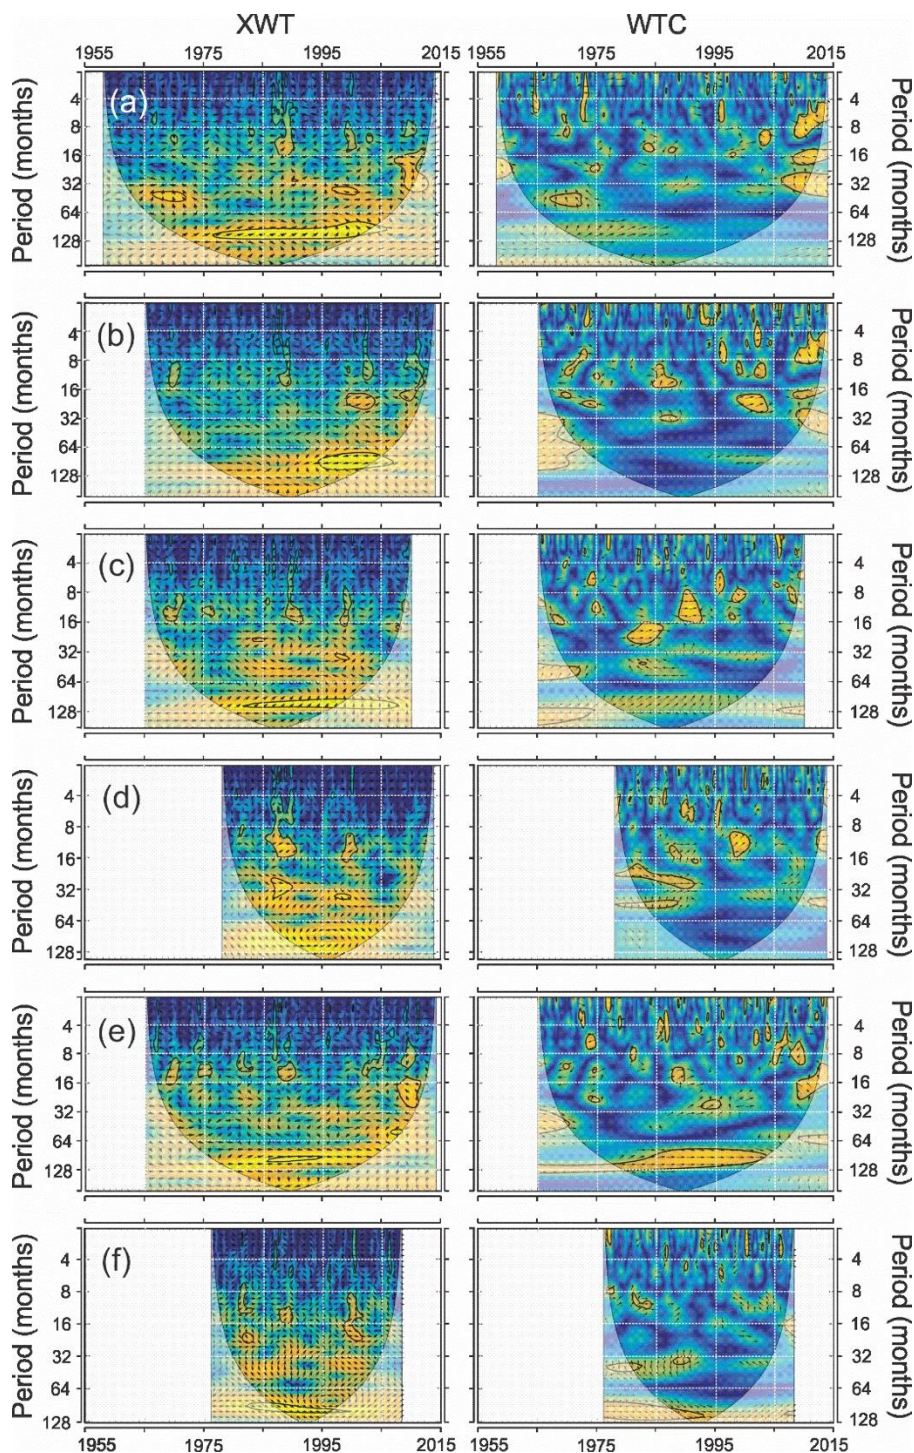 XWT WTC
1955 1975 1995 2015 1955 1975 1995 2015
Period (months) (a) 4 8 16 32 64 128 4 8 16 32 64 128 Period (months)
Period (months) (b) 4 8 16 32 64 128 4 8 16 32 64 128 Period (months)
Period (months) (c) 4 8 16 32 64 128 4 8 16 32 64 128 Period (months)
Period (months) (d) 4 8 16 32 64 128 4 8 16 32 64 128 Period (months)
Period (months) (e) 4 8 16 32 64 128 4 8 16 32 64 128 Period (months)
Period (months) (f) 4 8 16 32 64 128 4 8 16 32 64 128 Period (months)
1955 1975 1995 2015 1955 1975 1995 2015